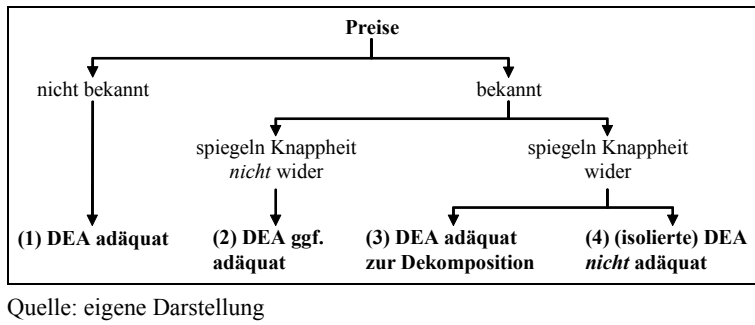 Preise
nicht bekannt
bekannt
spiegeln Knappheit
nicht wider
spiegeln Knappheit
wider
(1) DEA adäquat
(2) DEA ggf.
adäquat
(3) DEA adäquat
zur Dekomposition
(4) (isolierte) DEA
nicht adäquat
Quelle: eigene Darstellung